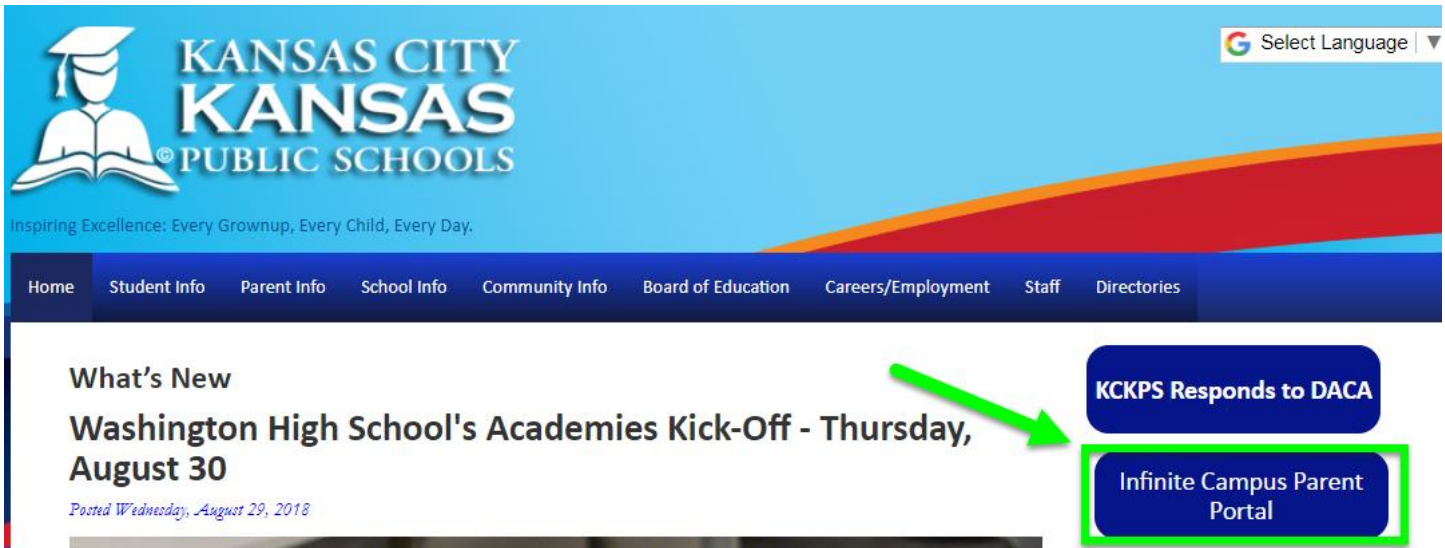 KANSAS CITY
KANSAS
©PUBLIC SCHOOLS
Select Language
Inspiring Excellence: Every Grownup, Every Child, Every Day.
Home Student Info Parent Info School Info Community Info Board of Education Careers/Employment Staff Directories
What's New
Washington High School's Academies Kick-Off - Thursday,
August 30
Posted Wednesday, August 29, 2018
KCKPS Responds to DACA
Infinite Campus Parent
Portal